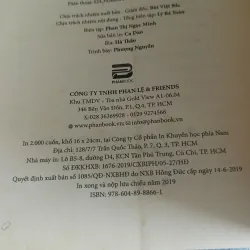 Chịu trách nhiệm xuất bản - Giám đốc: Bùi Việt Bắc
Chịu trách nhiệm nội dung - Tổng biên tập: Lý Bá Toàn
Biên tập: Phan Thị Ngọc Minh
Sửa bản in: Ca Dao
Bìa: Hà Thảo
Trình bày: Phượng Nguyễn
PHANBOOK
CÔNG TY TNHH PHAN LÊ & FRIENDS
Khu TMDV - Tòa nhà Gold View A1-06.04
346 Bến Vân Đồn, P.1, Q.4, TP. HCM
S-028 36369928 | 0120 9274566
www.phanbook.vn | info@phanbook.vn
In 2.000 cuốn, khổ 16 x 24cm, tại Công ty Cổ phần In Khuyến học phía Nam.
Địa chỉ: 128/7/7 Trần Quốc Thảo, P. 7, Q. 3, TP. HCM
Nhà máy in: Lô B5-8, đường D4, KCN Tân Phú Trung, Củ Chi, TP. HCM
Số ĐKKHXB: 1676-2019/CXBIPH/05-27/HĐ
Quyết định xuất bản số 1085/QĐ-NXBHĐ do NXB Hồng Đức cấp ngày 14-6-2019
In xong và nộp lưu chiểu năm 2019
ISBN: 978-604-89-8866-1